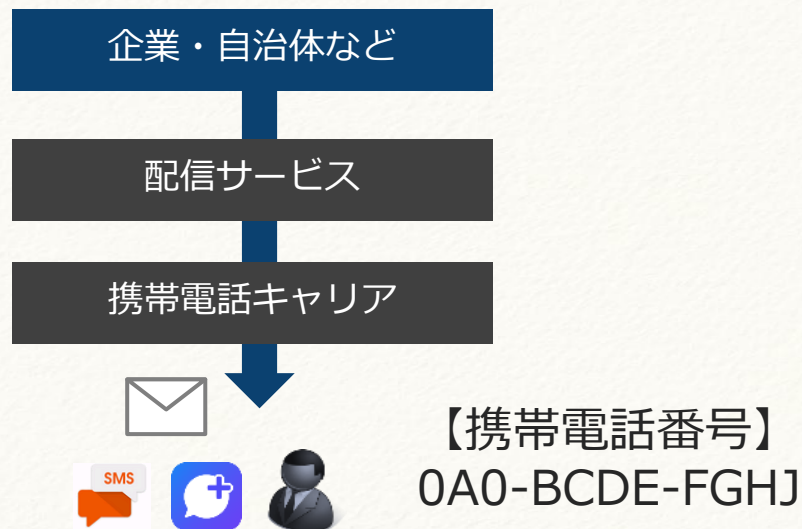 企業・自治体など
配信サービス
携帯電話キャリア
SMS
【携帯電話番号】
0A0-BCDE-FGHJ